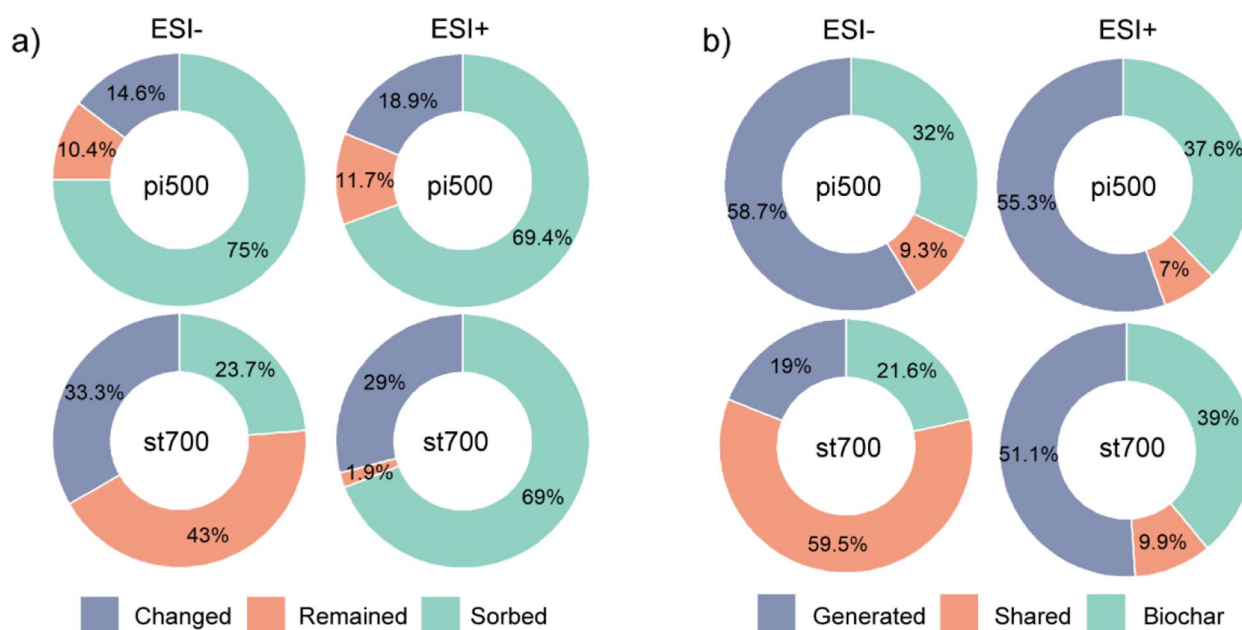 a)
ESI-
ESI+
14.6%
10.4%
pi500
75%
18.9%
11.7%
pi500
69.4%
33.3%
23.7%
st700
43%
29%
1.9%
st700
69%
Changed
Remained
Sorbed
b)
ESI-
ESI+
32%
pi500
58.7%
9.3%
37.6%
pi500
55.3%
7%
19%
21.6%
st700
59.5%
39%
st700
51.1%
9.9%
Generated
Shared
Biochar